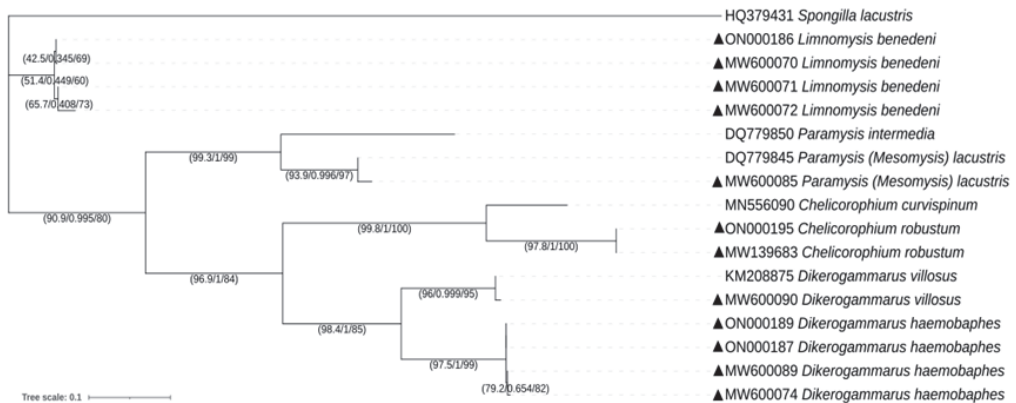 HQ379431 Spongilla lacustris
▲ON000186 Limnomysis benedeni
(42.5/0.345/69)
▲MW600070 Limnomysis benedeni
(51.4/0.449/60)
▲MW600071 Limnomysis benedeni
(65.7/0.408/73)
▲MW600072 Limnomysis benedeni
DQ779850 Paramysis intermedia
(99.3/1/99)
DQ779845 Paramysis (Mesomysis) lacustris
(93.9/0.996/97)
▲MW600085 Paramysis (Mesomysis) lacustris
MN556090 Chelicorophium curvispinum
(90.9/0.995/80)
(99.8/1/100)
▲ON000195 Chelicorophium robustum
(97.8/1/100)
▲MW139683 Chelicorophium robustum
(96.9/1/84)
KM208875 Dikerogammarus villosus
(96/0.999/95)
▲MW600090 Dikerogammarus villosus
▲ON000189 Dikerogammarus haemobaphes
(98.4/1/85)
▲ON000187 Dikerogammarus haemobaphes
(97.5/1/99)
▲MW600089 Dikerogammarus haemobaphes
(79.2/0.654/82)
▲MW600074 Dikerogammarus haemobaphes
Tree scale: 0.1